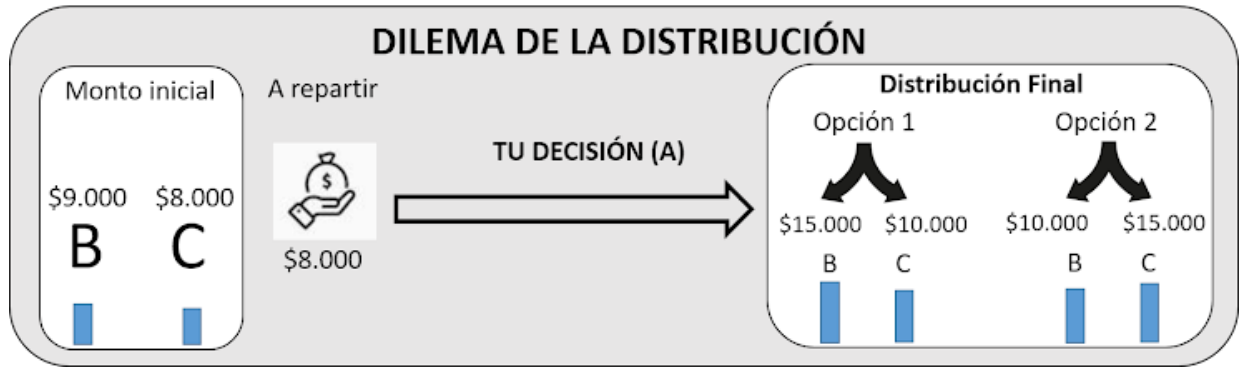 DILEMA DE LA DISTRIBUCIÓN
Monto inicial
$9.000 $8.000
B C
A repartir
$
$8.000
TU DECISIÓN (A)
Distribución Final
Opción 1 Opción 2
$15.000 $10.000 $10.000 $15.000
B C B C